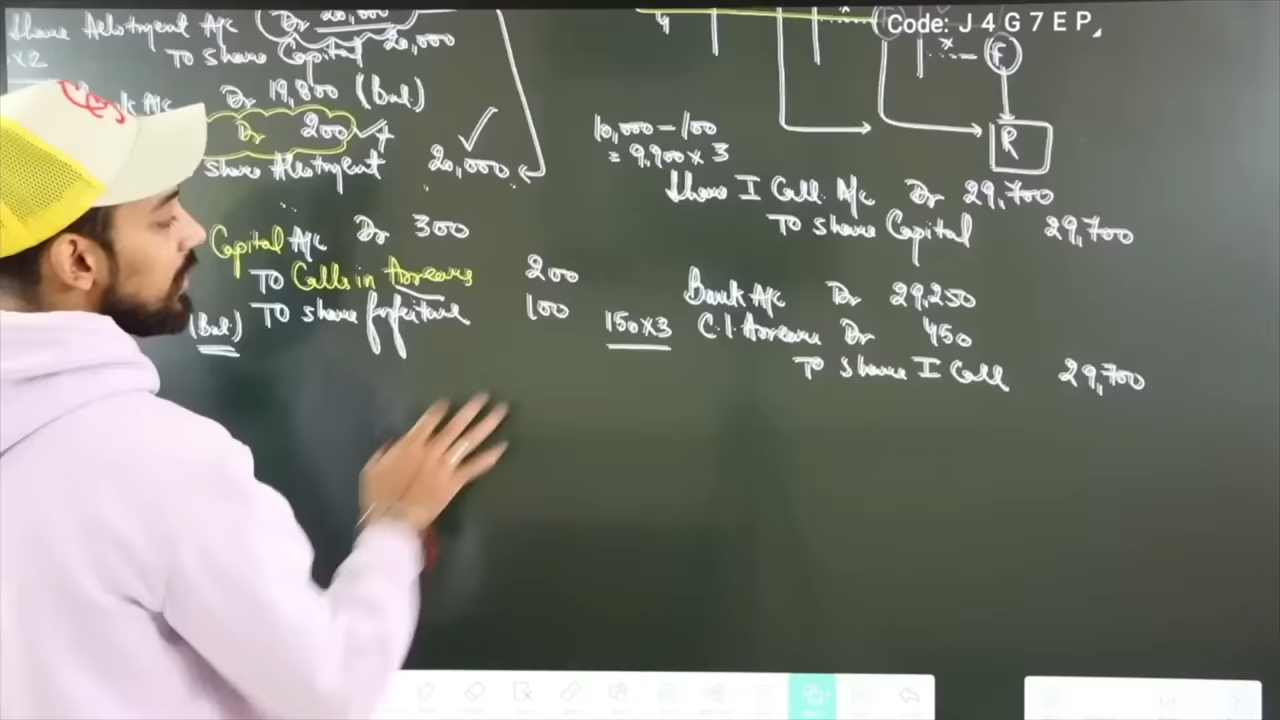 Share Allotment A/c Dr 20,000
x2 To Share Capital 20,000
Bank A/c Dr 19,800 (Bal.)
Dr 200
Share Allotment 20,000
Capital A/c Dr 300
To Calls in Arrears 200
(Bal.) To share forfeiture 100
Code: J 4 G 7 E P
x
x F
R
10,000 - 100
= 9,900 x 3
Share I Call A/c Dr 29,700
To share Capital 29,700
Bank A/c Dr 29,250
150x3 C.I. Arrears Dr 450
To share I Call 29,700